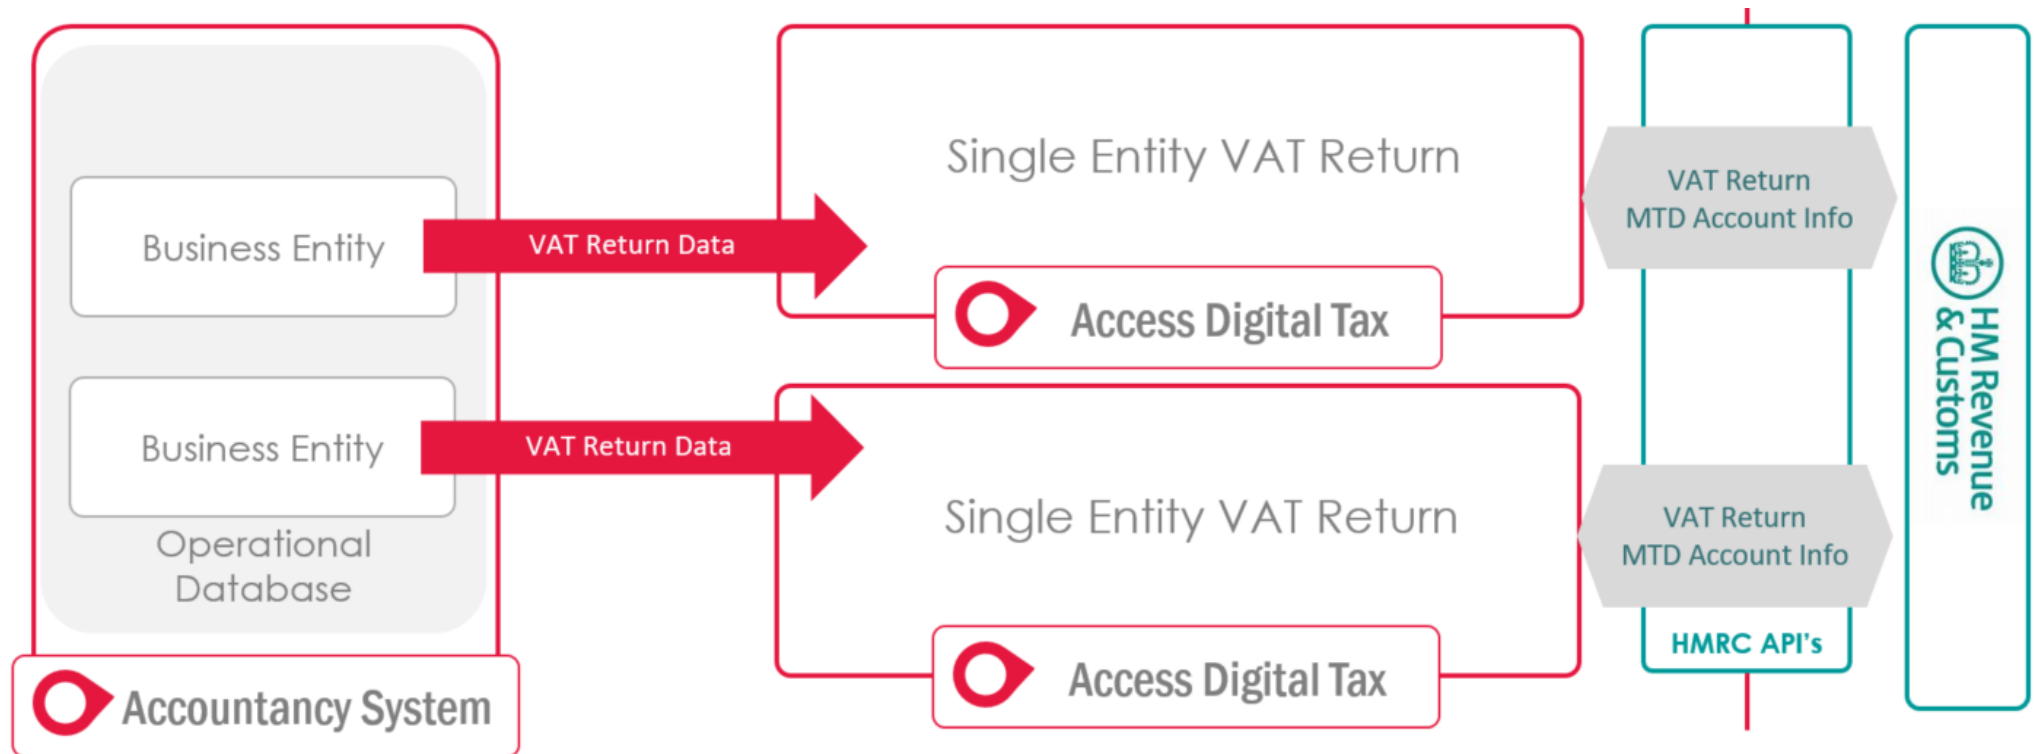 Business Entity
VAT Return Data
Business Entity
VAT Return Data
Operational
Database
Accountancy System
Single Entity VAT Return
Access Digital Tax
Single Entity VAT Return
Access Digital Tax
VAT Return
MTD Account Info
VAT Return
MTD Account Info
HMRC API's
HM Revenue
& Customs